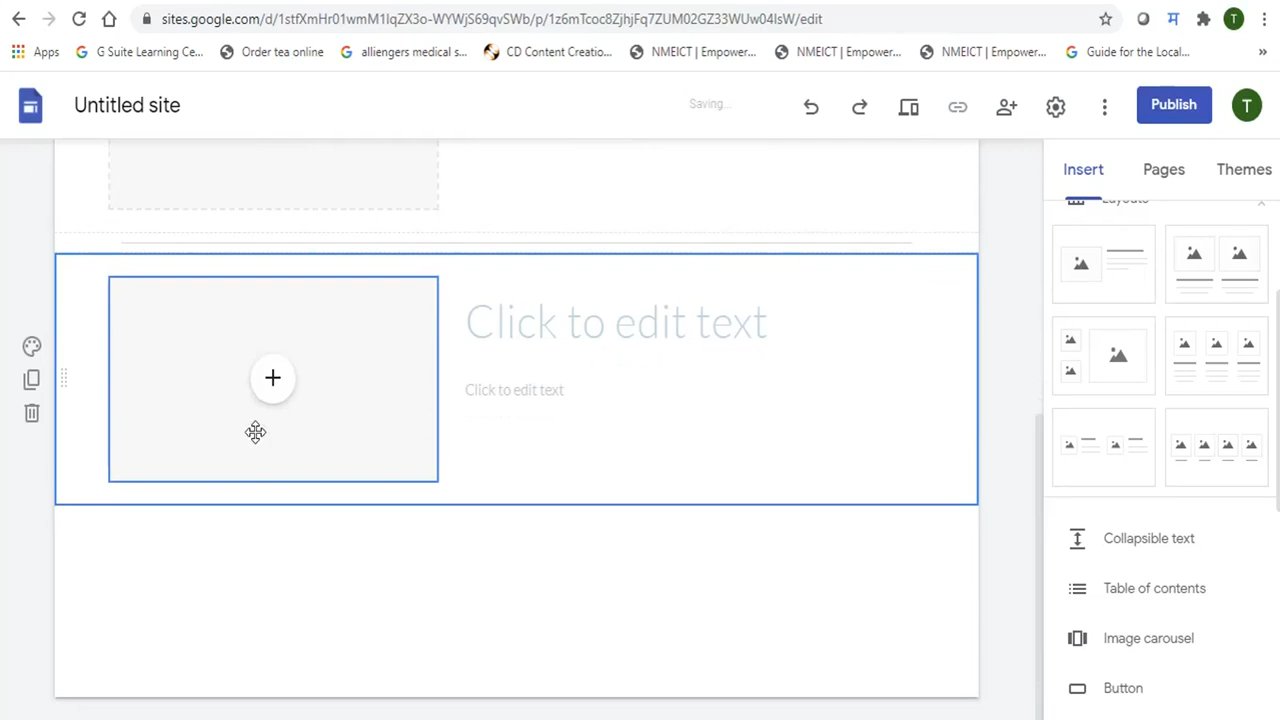 sites.google.com/d/1stfXmHr01wmM1lqZX3o-WYWjS69qvSWb/p/1z6mTcoc8ZjhjFq7ZUM02GZ33WUw04lsW/edit
T
Apps
G Suite Learning Ce...
Order tea online
alliengers medical s...
CD Content Creatio...
NMEICT | Empower...
NMEICT | Empower...
NMEICT | Empower...
Guide for the Local...
»
Untitled site
Saving...
Publish
T
Insert
Pages
Themes
Layouts
Click to edit text
Click to edit text
Collapsible text
Table of contents
Image carousel
Button